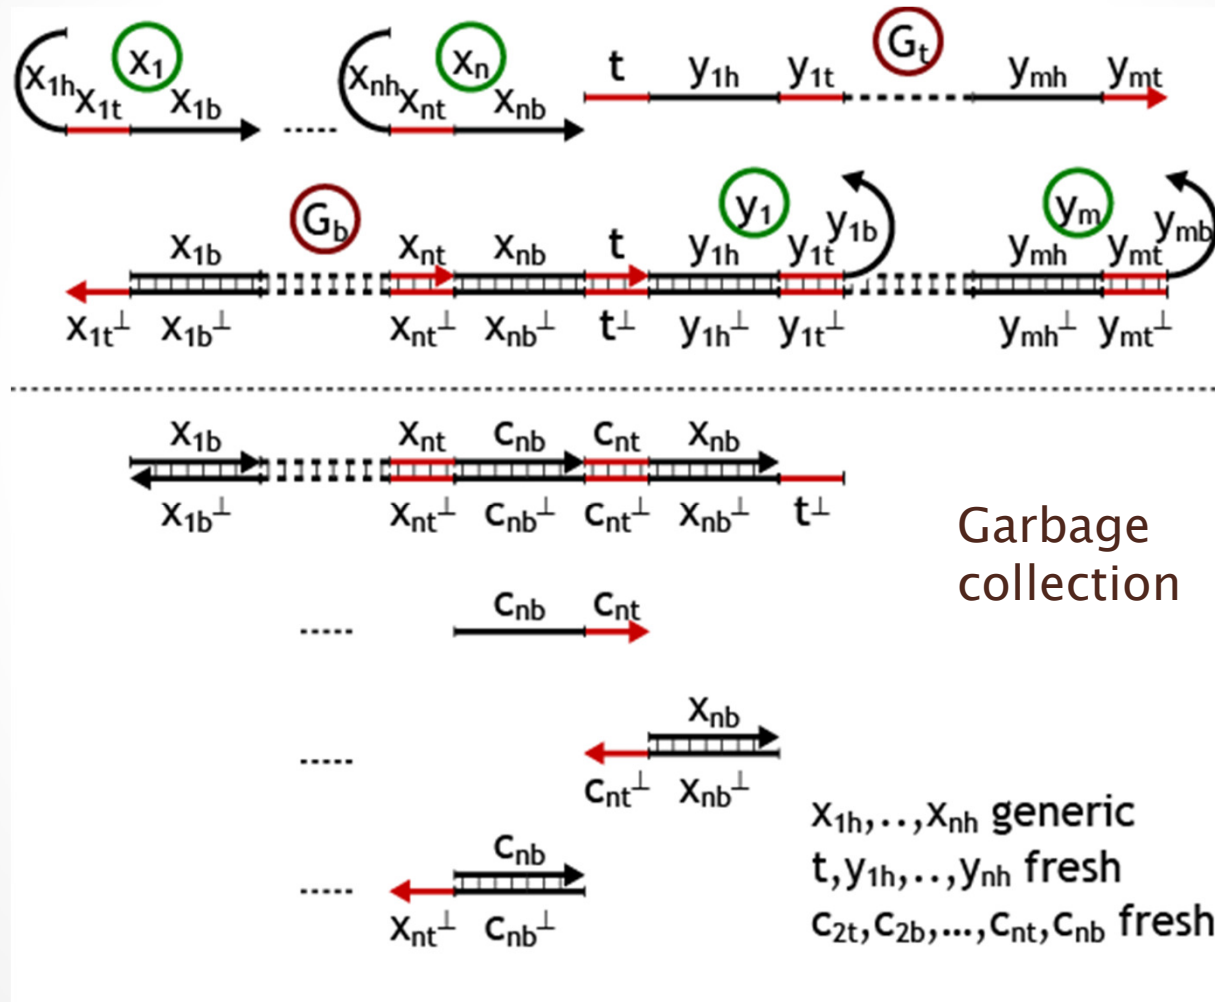 x₁ xₙ t y₁ₕ y₁ₜ Gₜ yₘₕ yₘₜ
x₁ₕ x₁ₜ x₁b xₙₕ xₙₜ xₙb
Gb y₁ yₘ
x₁b xₙₜ xₙb t y₁ₕ y₁ₜ y₁b yₘₕ yₘₜ yₘb
x₁ₜ⊥ x₁b⊥ xₙₜ⊥ xₙb⊥ t⊥ y₁ₕ⊥ y₁ₜ⊥ yₘₕ⊥ yₘₜ⊥
x₁b xₙₜ cₙb cₙₜ xₙb
x₁b⊥ xₙₜ⊥ cₙb⊥ cₙₜ⊥ xₙb⊥ t⊥
Garbage
collection
cₙb cₙₜ
xₙb
cₙₜ⊥ xₙb⊥
cₙb
xₙₜ⊥ cₙb⊥
x₁ₕ,..,xₙₕ generic
t,y₁ₕ,..,yₙₕ fresh
c₂ₜ,c₂b,...,cₙₜ,cₙb fresh